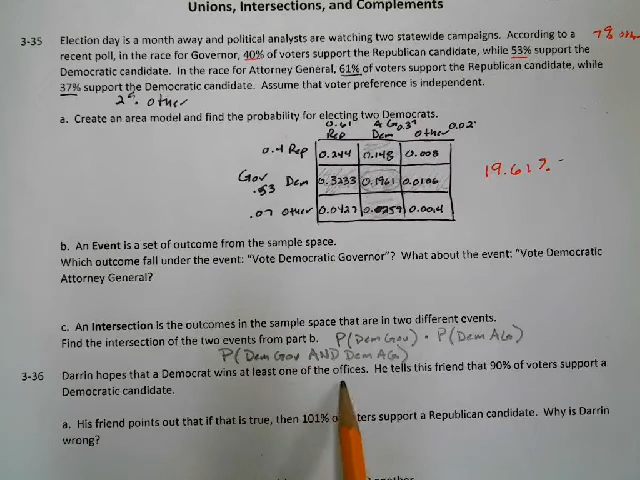 Unions, Intersections, and Complements
3-35 Election day is a month away and political analysts are watching two statewide campaigns. According to a
recent poll, in the race for Governor, 40% of voters support the Republican candidate, while 53% support the
Democratic candidate. In the race for Attorney General, 61% of voters support the Republican candidate, while
37% support the Democratic candidate. Assume that voter preference is independent.
7% other
2% other
a. Create an area model and find the probability for electing two Democrats.
0.61 AG 0.37 0.02
Rep Dem other
0.4 Rep 0.244 0.148 0.008
Gov .53 Dem 0.3233 0.1961 0.0106
.07 other 0.0427 0.0259 0.0014
19.61%
b. An Event is a set of outcome from the sample space.
Which outcome fall under the event: "Vote Democratic Governor"? What about the event: "Vote Democratic
Attorney General?
c. An Intersection is the outcomes in the sample space that are in two different events.
Find the intersection of the two events from part b. P(Dem Gov) • P(Dem AG)
P(Dem Gov AND Dem AG)
3-36 Darrin hopes that a Democrat wins at least one of the offices. He tells this friend that 90% of voters support a
Democratic candidate.
a. His friend points out that if that is true, then 101% o ters support a Republican candidate. Why is Darrin
wrong?